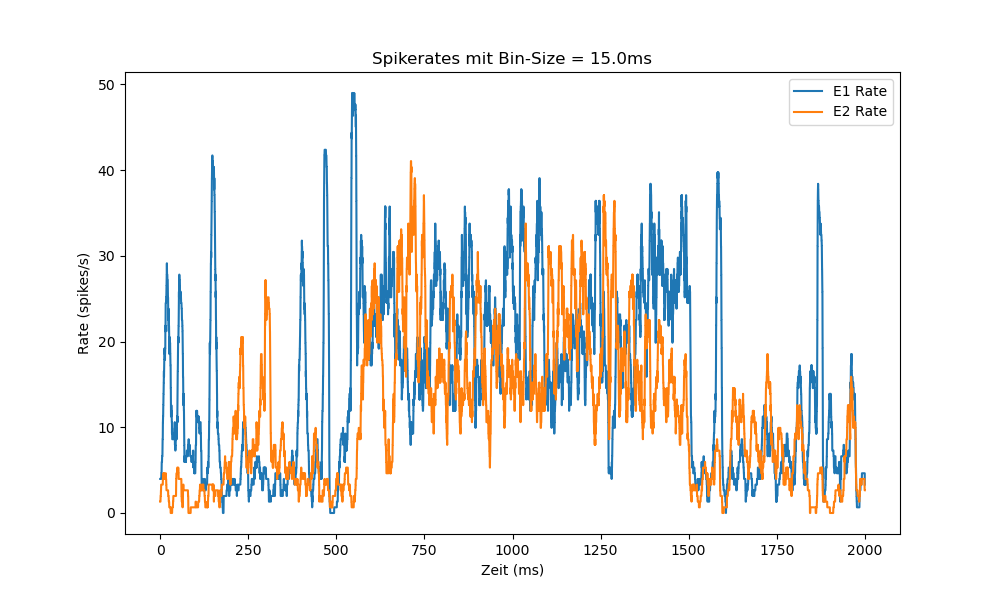 Spikerates mit Bin-Size = 15.0ms
E1 Rate
E2 Rate
Rate (spikes/s)
50
40
30
20
10
0
0 250 500 750 1000 1250 1500 1750 2000
Zeit (ms)